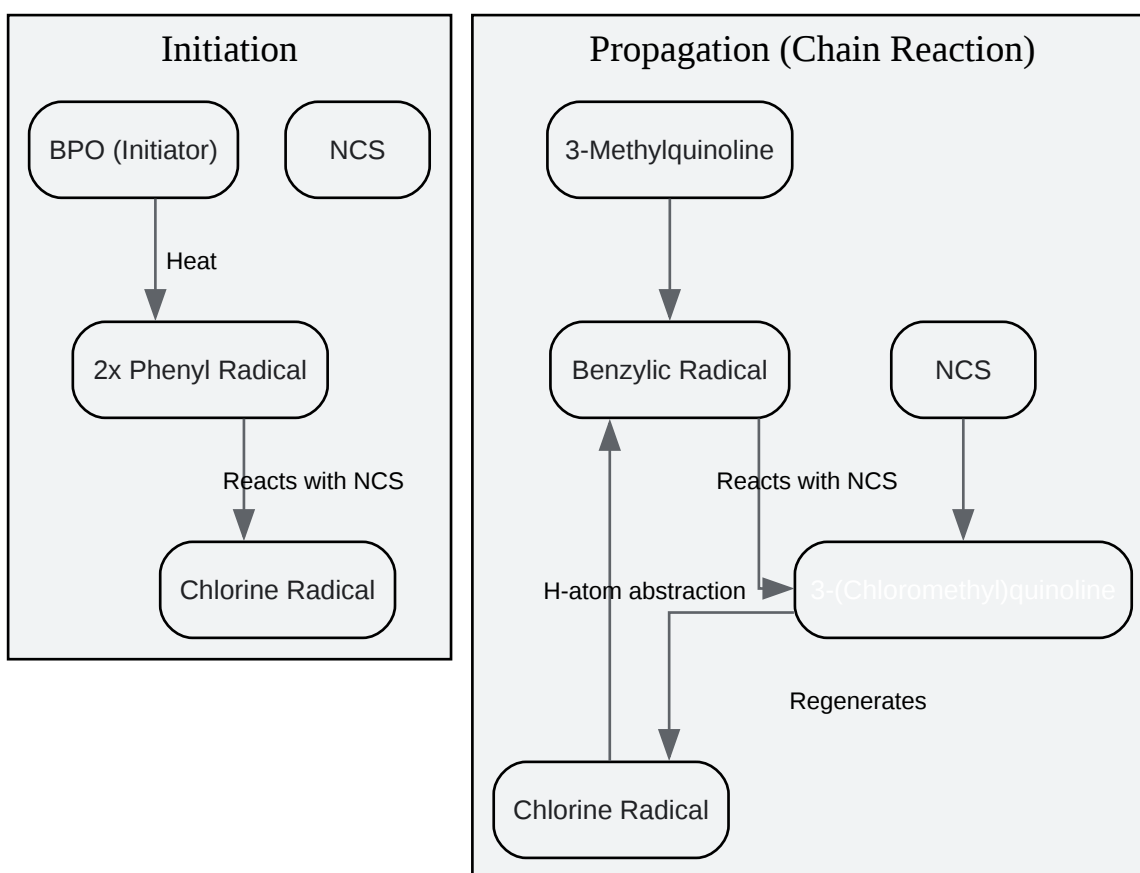 Initiation
BPO (Initiator)
NCS
Heat
2x Phenyl Radical
Reacts with NCS
Chlorine Radical
Propagation (Chain Reaction)
3-Methylquinoline
Benzylic Radical
NCS
Reacts with NCS
H-atom abstraction
3-(Chloromethyl)quinoline
Regenerates
Chlorine Radical